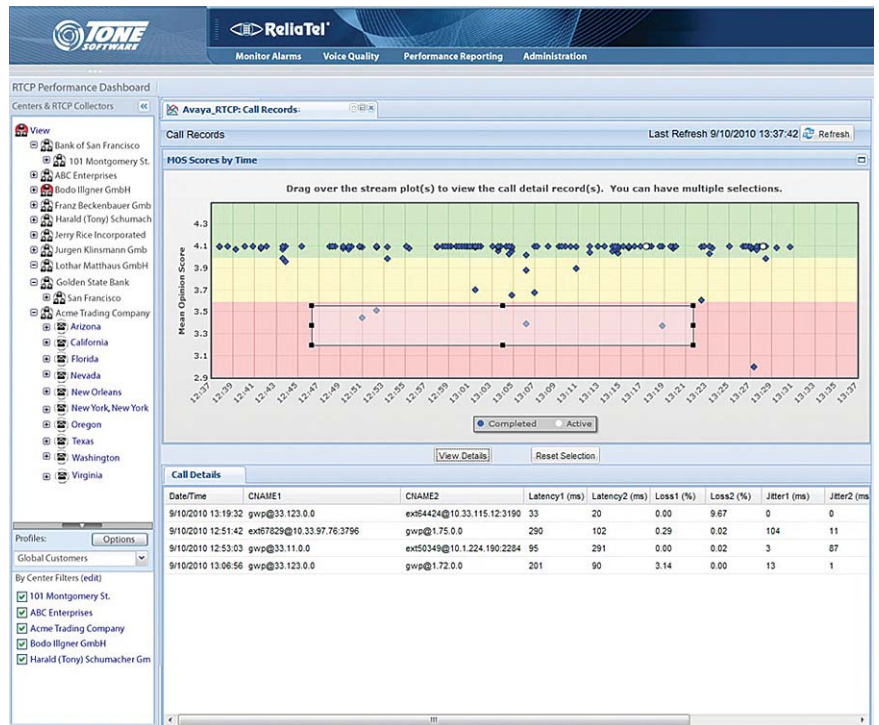 TONE
SOFTWARE
ReliaTel
Monitor Alarms Voice Quality Performance Reporting Administration
RTCP Performance Dashboard
Centers & RTCP Collectors
View
Bank of San Francisco
101 Montgomery St.
ABC Enterprises
Bodo Illgner GmbH
Franz Beckenbauer Gmb
Harald (Tony) Schumach
Jerry Rice Incorporated
Jurgen Klinsmann Gmb
Lothar Matthaus GmbH
Golden State Bank
San Francisco
Acme Trading Company
Arizona
California
Florida
Nevada
New Orleans
New York, New York
Oregon
Texas
Washington
Virginia
Profiles: Options
Global Customers
By Center Filters (edit)
101 Montgomery St.
ABC Enterprises
Acme Trading Company
Bodo Illgner GmbH
Harald (Tony) Schumacher Gm
Avaya_RTCP: Call Records:
Call Records Last Refresh 9/10/2010 13:37:42 Refresh
MOS Scores by Time
Drag over the stream plot(s) to view the call detail record(s). You can have multiple selections.
Mean Opinion Score
4.3
4.1
3.9
3.7
3.5
3.3
3.1
2.9
12:37 12:39 12:41 12:43 12:45 12:47 12:49 12:51 12:53 12:55 12:57 12:59 13:01 13:03 13:05 13:07 13:09 13:11 13:13 13:15 13:17 13:19 13:21 13:23 13:25 13:27 13:29 13:31 13:33 13:35 13:37
Completed Active
View Details Reset Selection
Call Details
Date/Time CNAME1 CNAME2 Latency1 (ms) Latency2 (ms) Loss1 (%) Loss2 (%) Jitter1 (ms) Jitter2 (ms
9/10/2010 13:19:32 gwp@33.123.0.0 ext64424@10.33.115.12:3190 33 20 0.00 9.67 0 0
9/10/2010 12:51:42 ext67829@10.33.97.76:3796 gwp@1.75.0.0 290 102 0.29 0.02 104 11
9/10/2010 12:53:03 gwp@33.11.0.0 ext50349@10.1.224.190:2284 95 291 0.00 0.02 3 87
9/10/2010 13:06:56 gwp@33.123.0.0 gwp@1.72.0.0 201 90 3.14 0.00 13 1